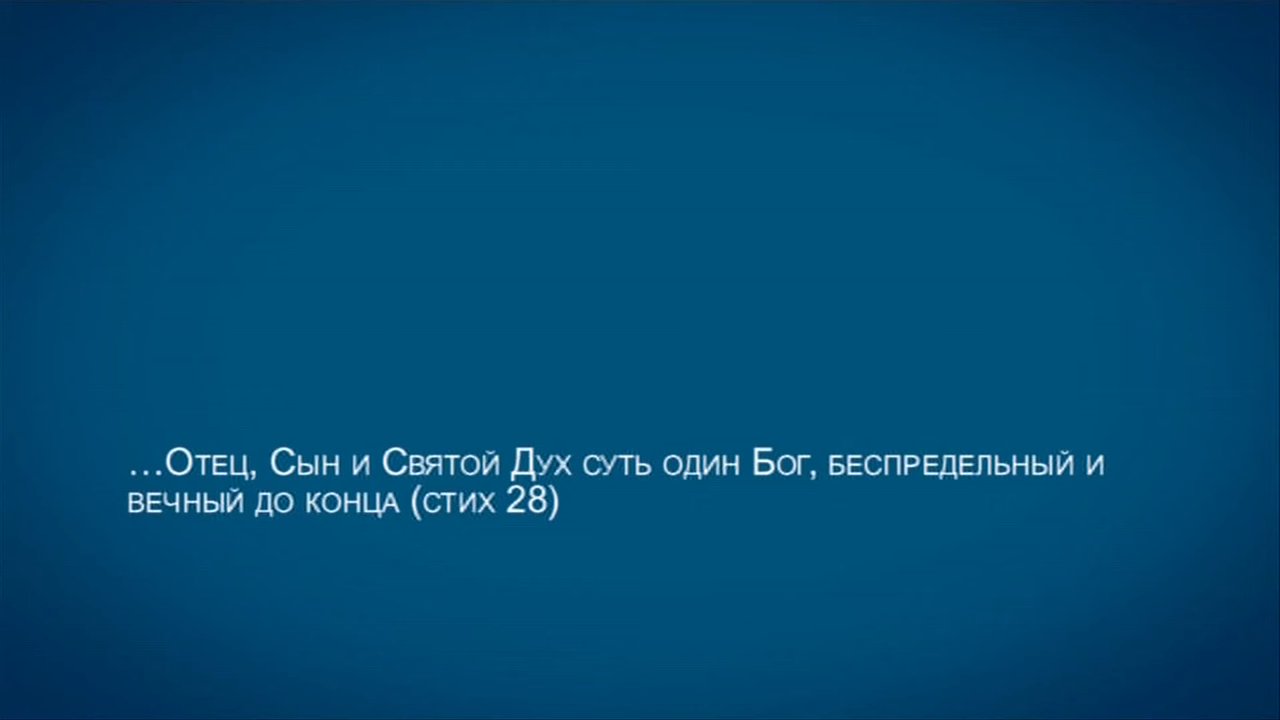 …Отец, Сын и Святой Дух суть один Бог, беспредельный и
вечный до конца (стих 28)